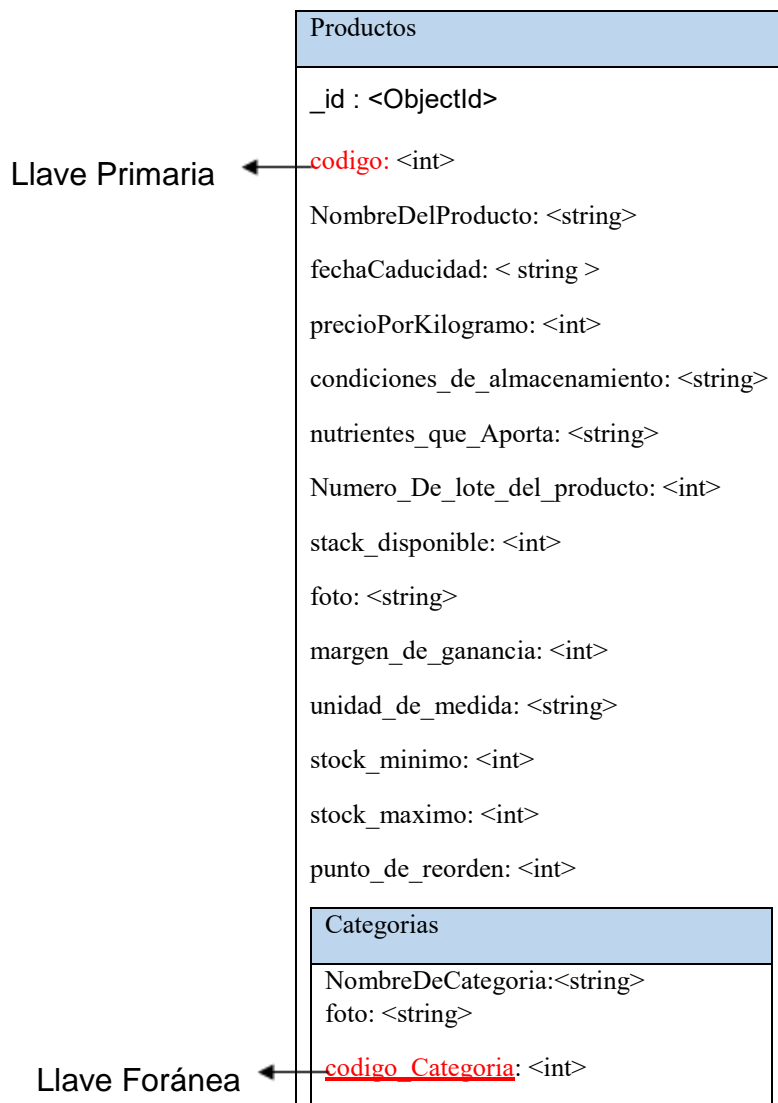 Productos
_id : <ObjectId>
Llave Primaria
codigo: <int>
NombreDelProducto: <string>
fechaCaducidad: < string >
precioPorKilogramo: <int>
condiciones_de_almacenamiento: <string>
nutrientes_que_Aporta: <string>
Numero_De_lote_del_producto: <int>
stack_disponible: <int>
foto: <string>
margen_de_ganancia: <int>
unidad_de_medida: <string>
stock_minimo: <int>
stock_maximo: <int>
punto_de_reorden: <int>
Categorias
NombreDeCategoria:<string>
foto: <string>
Llave Foránea
codigo_Categoria: <int>